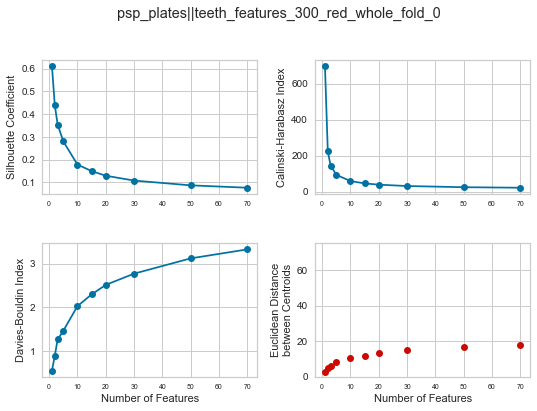 psp_plates||teeth_features_300_red_whole_fold_0
Silhouette Coefficient
0.6
0.5
0.4
0.3
0.2
0.1
0 10 20 30 40 50 60 70
Calinski-Harabasz Index
600
400
200
0
0 10 20 30 40 50 60 70
Davies-Bouldin Index
3
2
1
0 10 20 30 40 50 60 70
Number of Features
Euclidean Distance
between Centroids
60
40
20
0
0 10 20 30 40 50 60 70
Number of Features